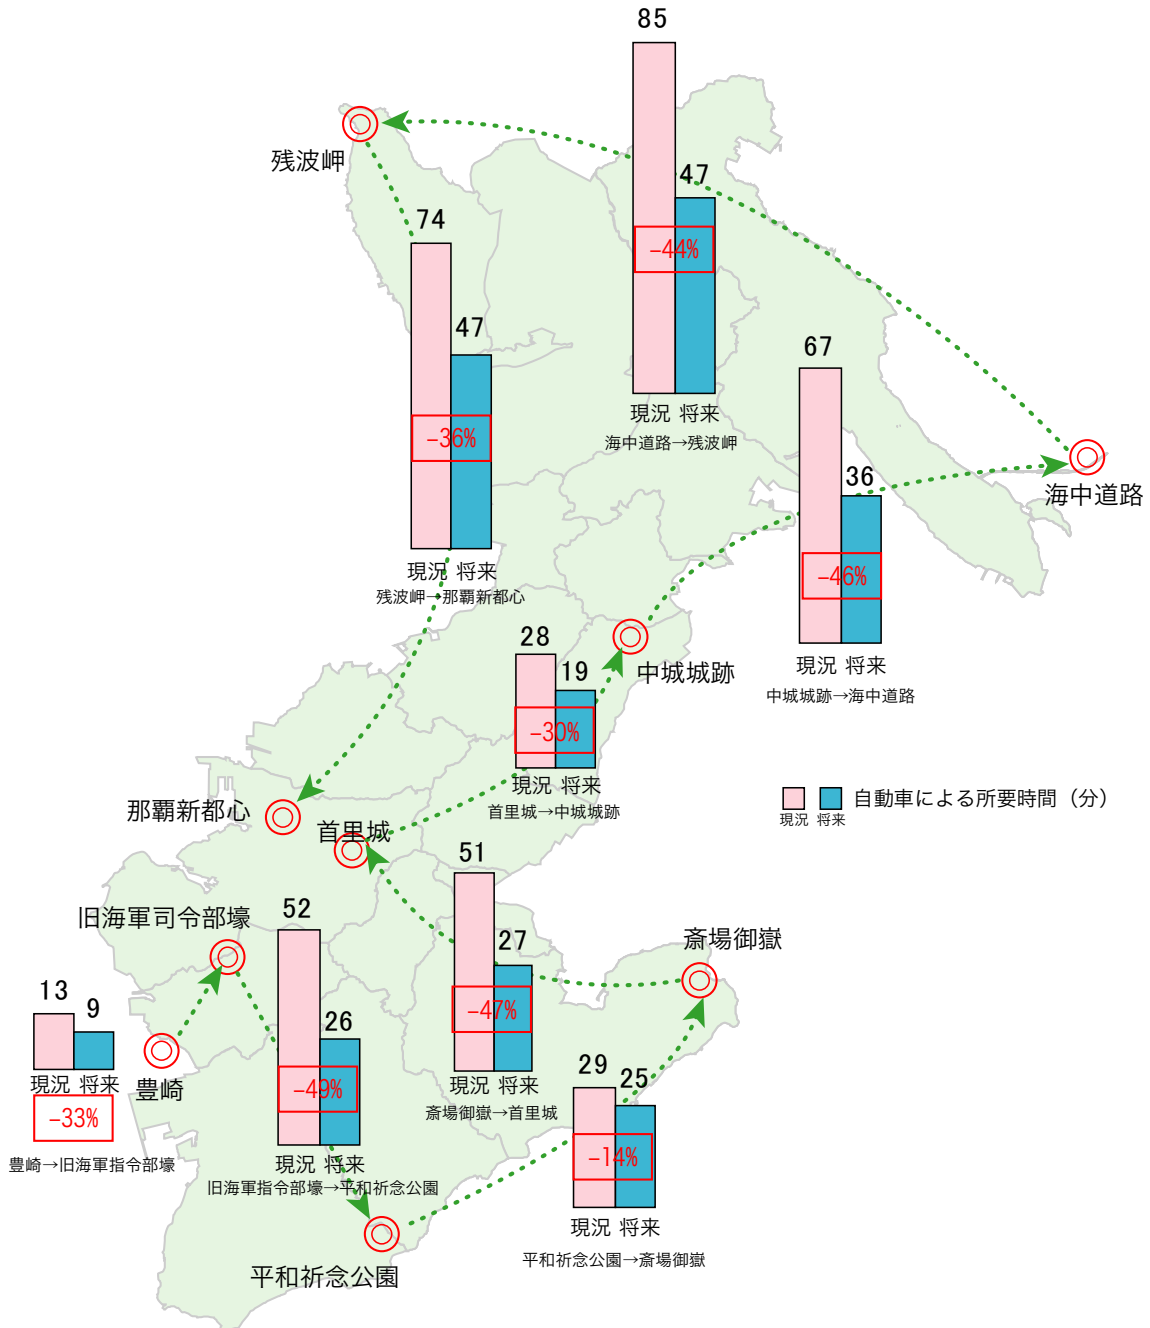 85
残波岬
47
74
-44%
47
67
-36%
現況 将来
海中道路→残波岬
36
海中道路
現況 将来
残波岬→那覇新都心
-46%
28
19
中城城跡
現況 将来
中城城跡→海中道路
-30%
現況 将来
首里城→中城城跡
那覇新都心
首里城
自動車による所要時間（分）
現況 将来
51
旧海軍司令部壕
52
27
斎場御嶽
-47%
13
9
26
現況 将来
豊崎
-49%
現況 将来
斎場御嶽→首里城
29
25
-33%
豊崎→旧海軍指令部壕
現況 将来
旧海軍指令部壕→平和祈念公園
-14%
現況 将来
平和祈念公園→斎場御嶽
平和祈念公園